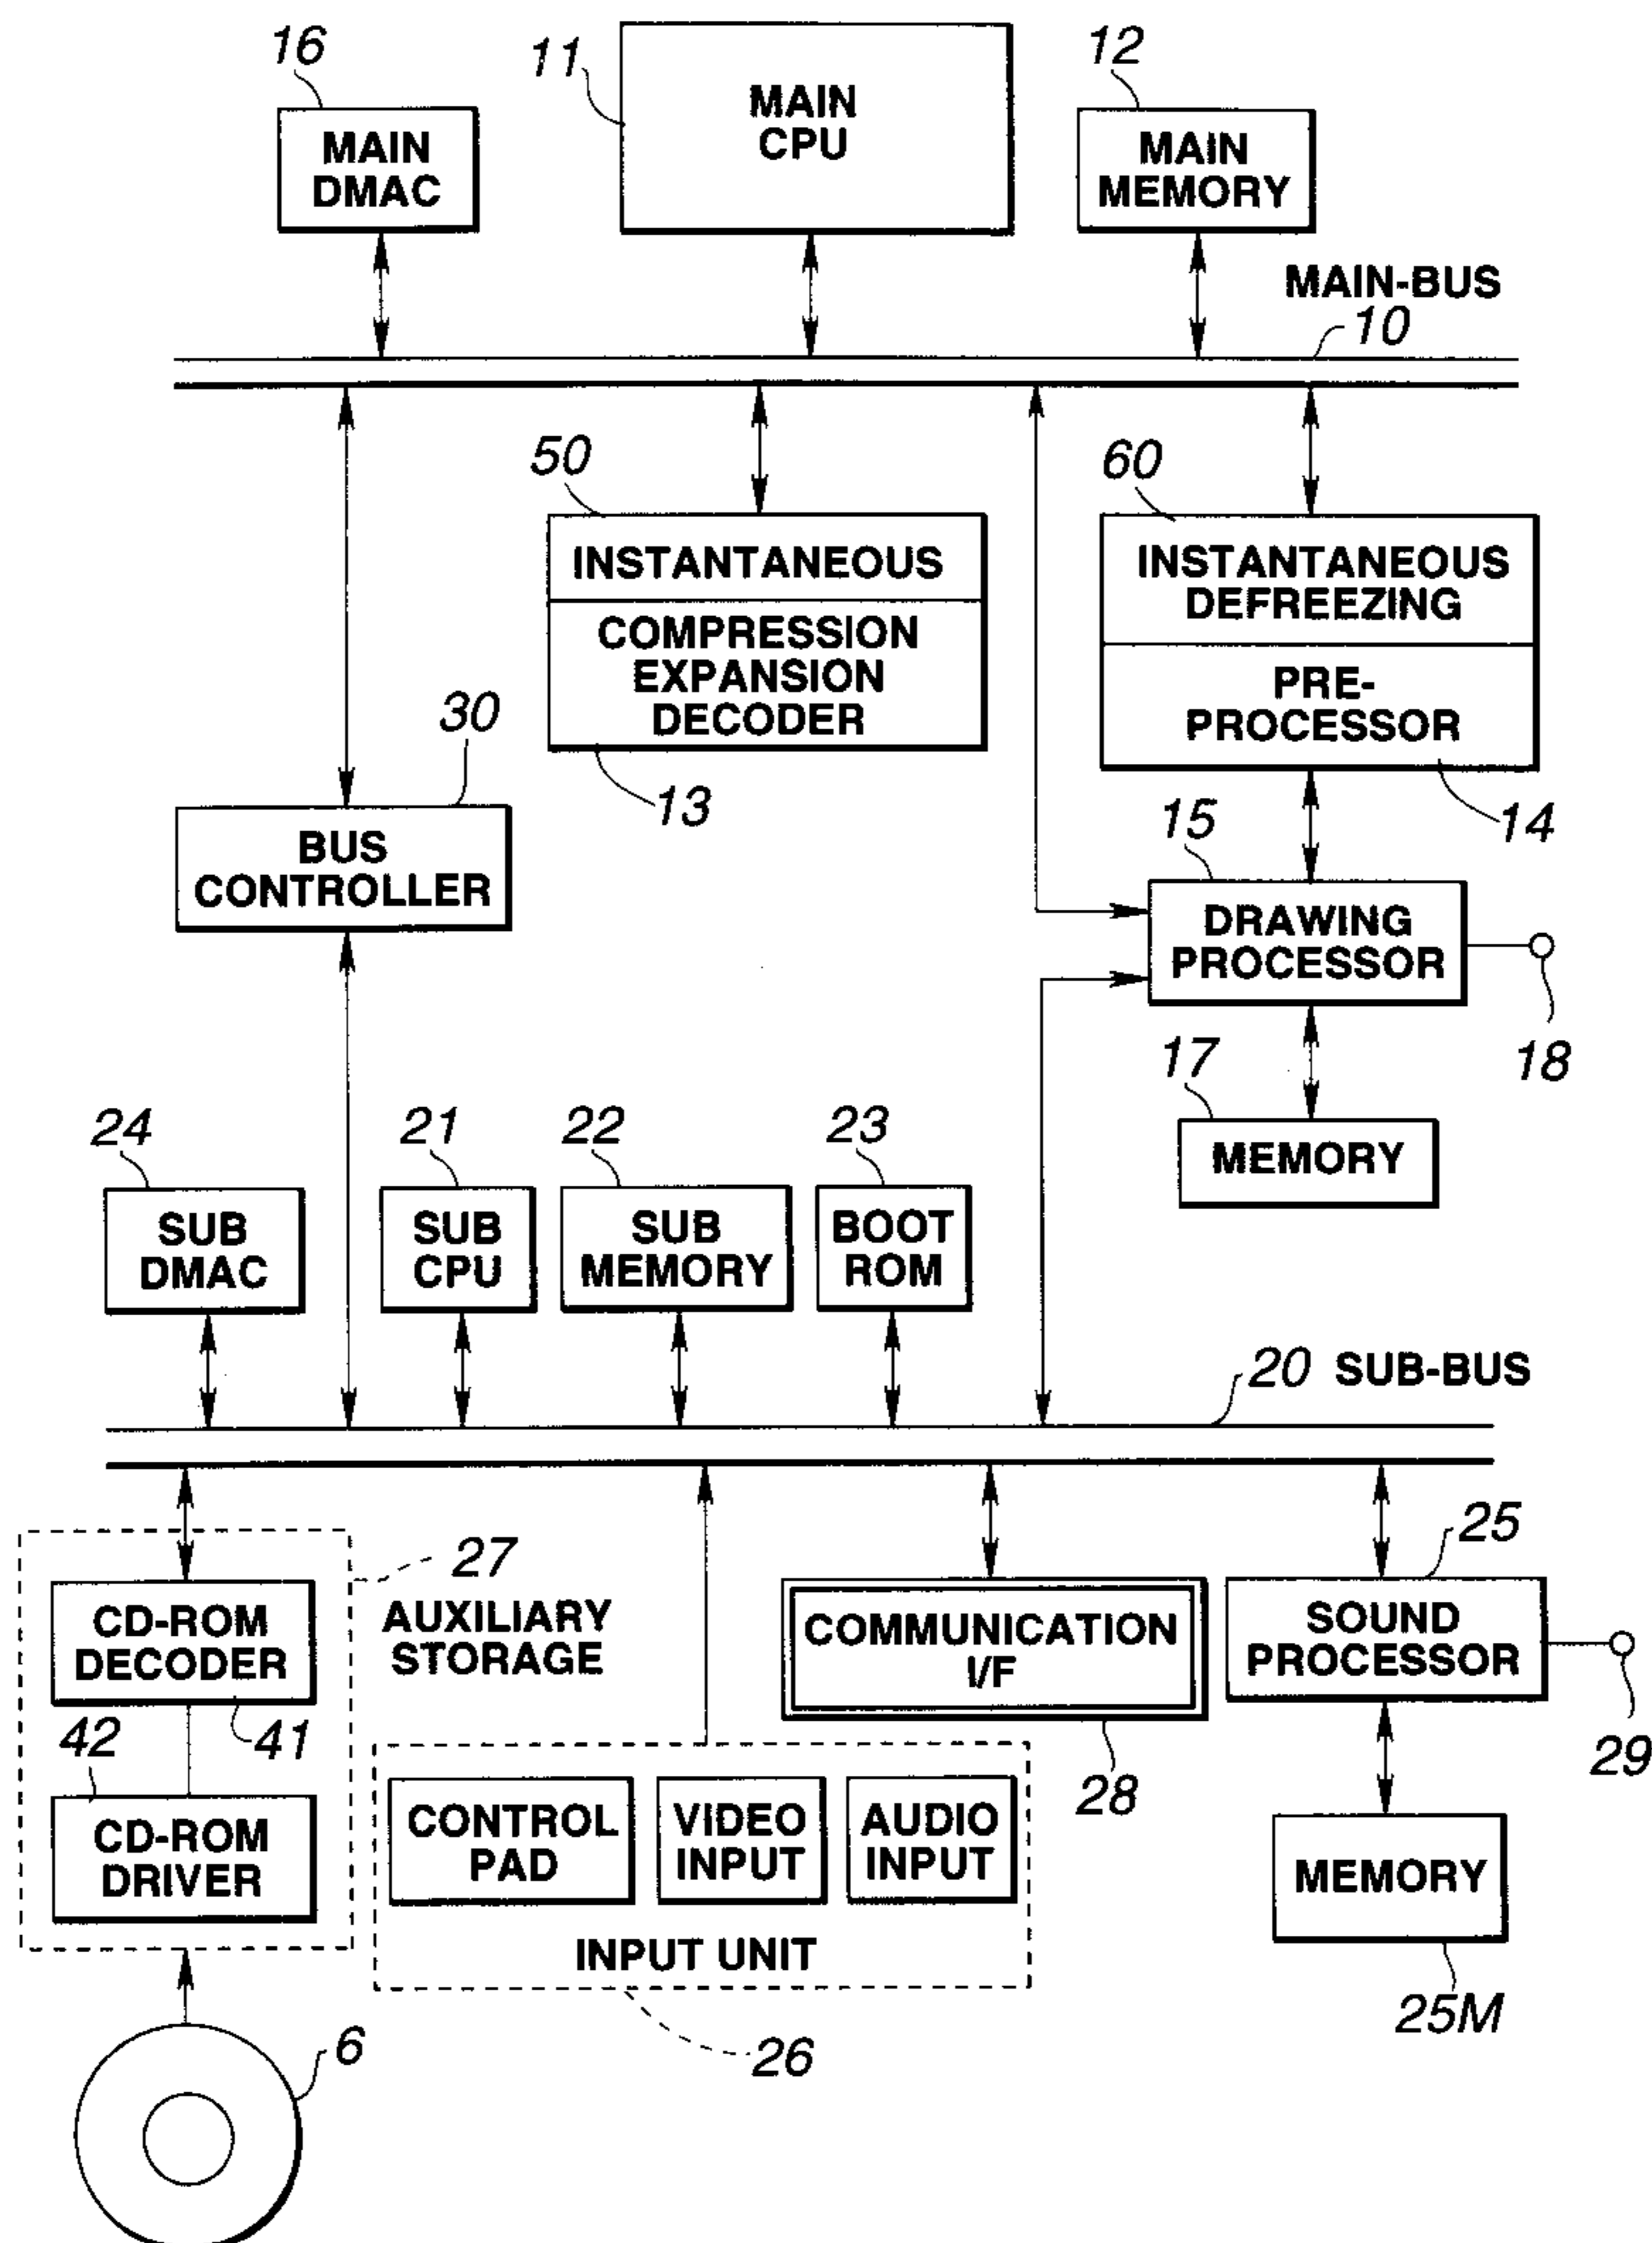 16
11
12
MAIN
DMAC
MAIN
CPU
MAIN
MEMORY
MAIN-BUS
10
50
60
INSTANTANEOUS
COMPRESSION
EXPANSION
DECODER
INSTANTANEOUS
DEFREEZING
PRE-
PROCESSOR
30
13
14
BUS
CONTROLLER
15
DRAWING
PROCESSOR
18
17
MEMORY
24
21
22
23
SUB
DMAC
SUB
CPU
SUB
MEMORY
BOOT
ROM
20 SUB-BUS
27
AUXILIARY
STORAGE
CD-ROM
DECODER
41
42
CD-ROM
DRIVER
COMMUNICATION
I/F
28
25
SOUND
PROCESSOR
29
CONTROL
PAD
VIDEO
INPUT
AUDIO
INPUT
INPUT UNIT
26
MEMORY
25M
6